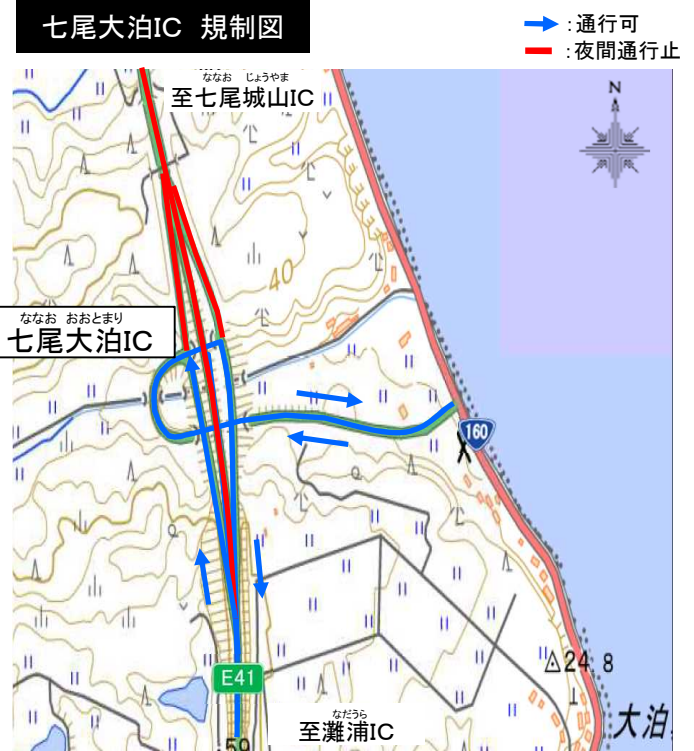 七尾大泊IC 規制図
:通行可
:夜間通行止
ななお じょうやま
至七尾城山IC
N
40
ななお おおとまり
七尾大泊IC
160
E41
24.8
なだうら
至灘浦IC
大泊
59